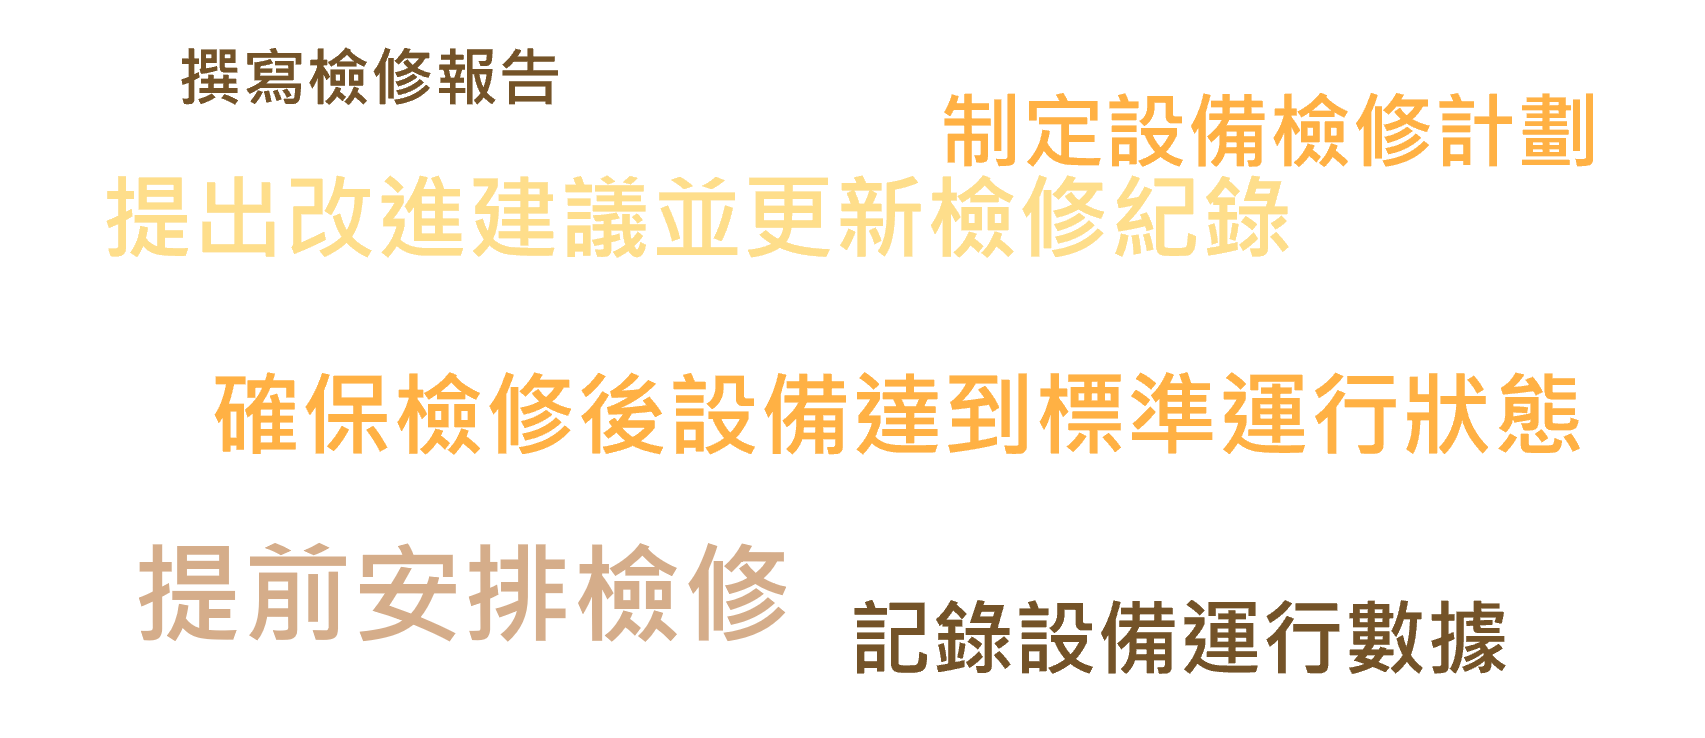 撰寫檢修報告
制定設備檢修計劃
提出改進建議並更新檢修紀錄
確保檢修後設備達到標準運行狀態
提前安排檢修
記錄設備運行數據